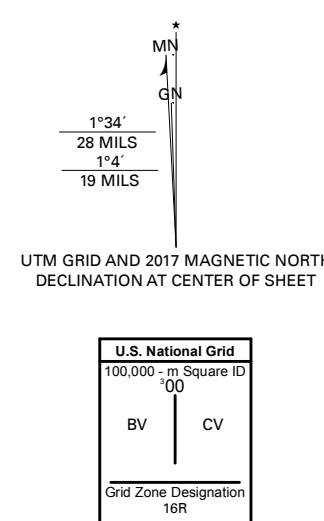 ★
MN
GN
1°34´
28 MILS
1°4´
19 MILS
UTM GRID AND 2017 MAGNETIC NORTH
DECLINATION AT CENTER OF SHEET
U.S. National Grid
100,000 - m Square ID
³00
BV CV
Grid Zone Designation
16R